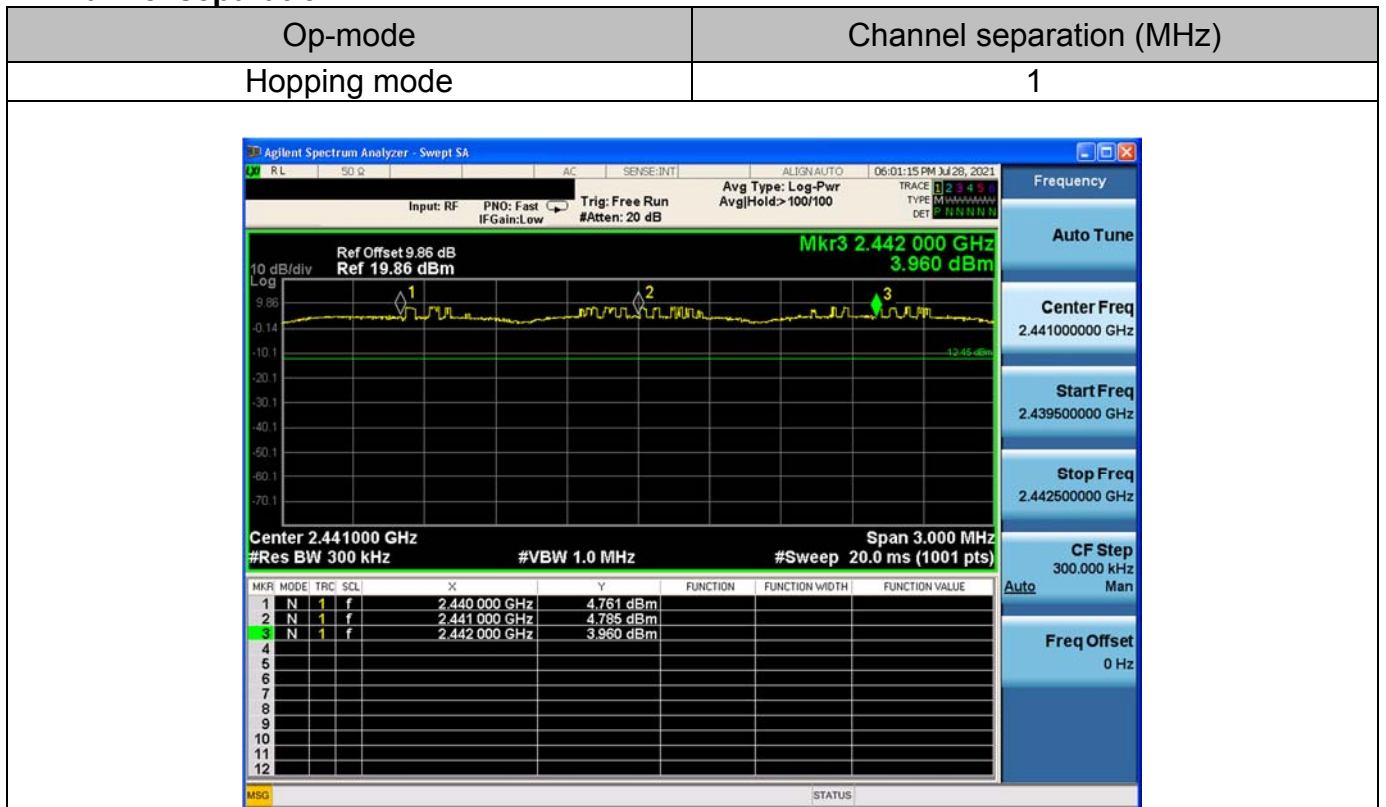 Op-mode Channel separation (MHz)
Hopping mode 1
Agilent Spectrum Analyzer - Swept SA
RL 50 Ω AC SENSE:INT ALIGN AUTO 06:01:15 PM Jul 28, 2021
Input: RF PNO: Fast Trig: Free Run Avg Type: Log-Pwr TRACE 1 2 3 4 5 6
IFGain:Low #Atten: 20 dB Avg|Hold:>100/100 TYPE M
DET P N N N N N
Frequency
Mkr3 2.442 000 GHz
Ref Offset 9.86 dB
10 dB/div Ref 19.86 dBm 3.960 dBm
Log
1 2 3
9.86
-0.14
-10.1
-12.45 dBm
-20.1
-30.1
-40.1
-50.1
-60.1
-70.1
Center 2.441000 GHz Span 3.000 MHz
#Res BW 300 kHz #VBW 1.0 MHz #Sweep 20.0 ms (1001 pts)
MKR MODE TRC SCL X Y FUNCTION FUNCTION WIDTH FUNCTION VALUE
1 N 1 f 2.440 000 GHz 4.761 dBm
2 N 1 f 2.441 000 GHz 4.785 dBm
3 N 1 f 2.442 000 GHz 3.960 dBm
4
5
6
7
8
9
10
11
12
MSG STATUS
Auto Tune
Center Freq
2.441000000 GHz
Start Freq
2.439500000 GHz
Stop Freq
2.442500000 GHz
CF Step
300.000 kHz
Auto Man
Freq Offset
0 Hz